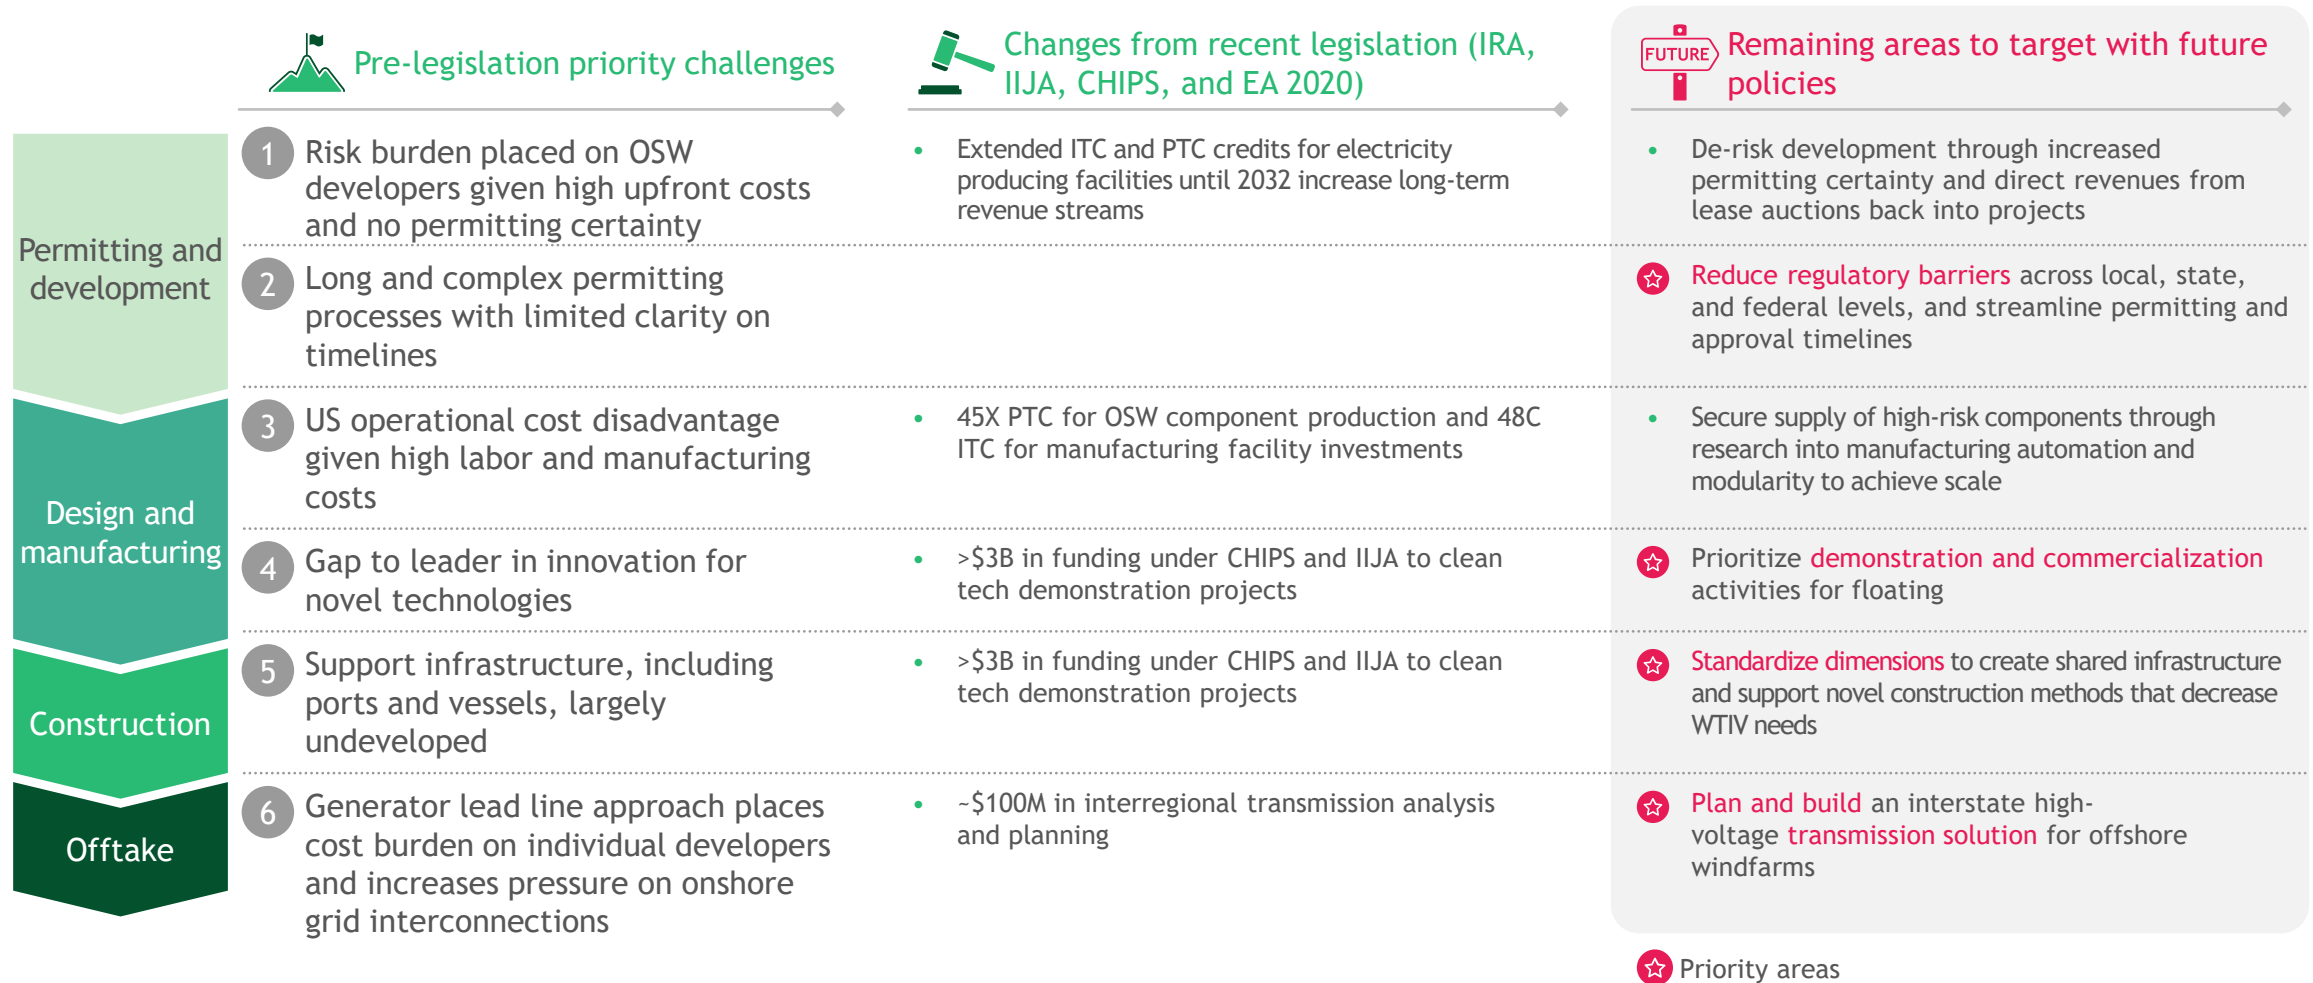 Pre-legislation priority challenges
Changes from recent legislation (IRA,
IIJA, CHIPS, and EA 2020)
FUTURE
Remaining areas to target with future
policies
Permitting and
development
1
Risk burden placed on OSW
developers given high upfront costs
and no permitting certainty
• Extended ITC and PTC credits for electricity
producing facilities until 2032 increase long-term
revenue streams
• De-risk development through increased
permitting certainty and direct revenues from
lease auctions back into projects
2
Long and complex permitting
processes with limited clarity on
timelines
Reduce regulatory barriers across local, state,
and federal levels, and streamline permitting and
approval timelines
Design and
manufacturing
3
US operational cost disadvantage
given high labor and manufacturing
costs
• 45X PTC for OSW component production and 48C
ITC for manufacturing facility investments
• Secure supply of high-risk components through
research into manufacturing automation and
modularity to achieve scale
4
Gap to leader in innovation for
novel technologies
• >$3B in funding under CHIPS and IIJA to clean
tech demonstration projects
Prioritize demonstration and commercialization
activities for floating
Construction
5
Support infrastructure, including
ports and vessels, largely
undeveloped
• >$3B in funding under CHIPS and IIJA to clean
tech demonstration projects
Standardize dimensions to create shared infrastructure
and support novel construction methods that decrease
WTIV needs
Offtake
6
Generator lead line approach places
cost burden on individual developers
and increases pressure on onshore
grid interconnections
• ~$100M in interregional transmission analysis
and planning
Plan and build an interstate high-
voltage transmission solution for offshore
windfarms
Priority areas